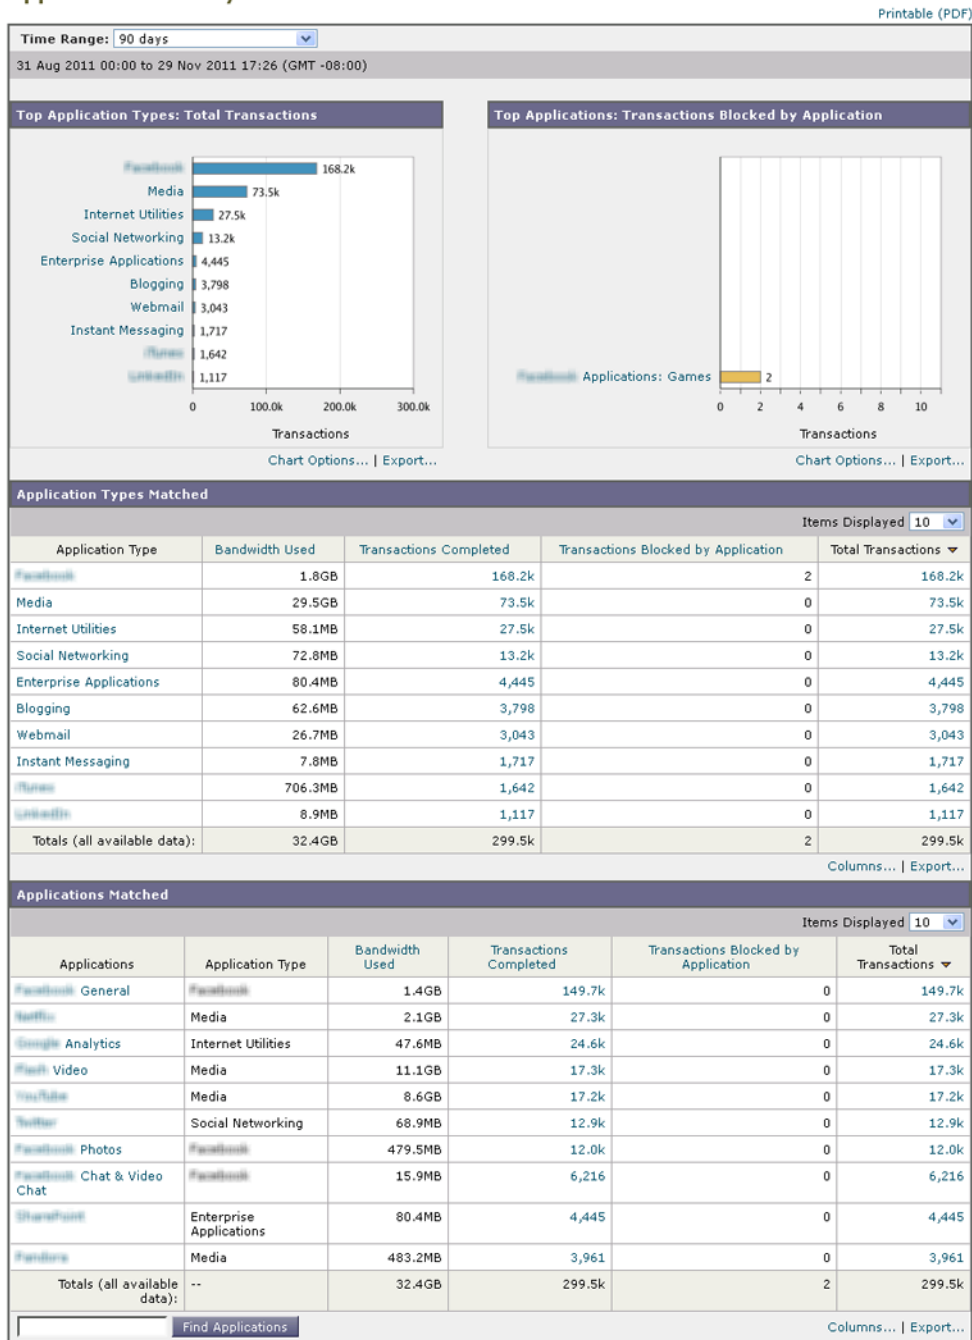 Printable (PDF)
Time Range: 90 days
31 Aug 2011 00:00 to 29 Nov 2011 17:26 (GMT -08:00)
Top Application Types: Total Transactions
168.2k
Media 73.5k
Internet Utilities 27.5k
Social Networking 13.2k
Enterprise Applications 4,445
Blogging 3,798
Webmail 3,043
Instant Messaging 1,717
1,642
1,117
0 100.0k 200.0k 300.0k
Transactions
Chart Options... | Export...
Top Applications: Transactions Blocked by Application
Applications: Games 2
0 2 4 6 8 10
Transactions
Chart Options... | Export...
Application Types Matched
Items Displayed 10
Application Type Bandwidth Used Transactions Completed Transactions Blocked by Application Total Transactions
1.8GB 168.2k 2 168.2k
Media 29.5GB 73.5k 0 73.5k
Internet Utilities 58.1MB 27.5k 0 27.5k
Social Networking 72.8MB 13.2k 0 13.2k
Enterprise Applications 80.4MB 4,445 0 4,445
Blogging 62.6MB 3,798 0 3,798
Webmail 26.7MB 3,043 0 3,043
Instant Messaging 7.8MB 1,717 0 1,717
706.3MB 1,642 0 1,642
8.9MB 1,117 0 1,117
Totals (all available data): 32.4GB 299.5k 2 299.5k
Columns... | Export...
Applications Matched
Items Displayed 10
Bandwidth Transactions Transactions Blocked by Total
Applications Application Type Used Completed Application Transactions
General 1.4GB 149.7k 0 149.7k
Media 2.1GB 27.3k 0 27.3k
Analytics Internet Utilities 47.6MB 24.6k 0 24.6k
Video Media 11.1GB 17.3k 0 17.3k
Media 8.6GB 17.2k 0 17.2k
Social Networking 68.9MB 12.9k 0 12.9k
Photos 479.5MB 12.0k 0 12.0k
Chat & Video 15.9MB 6,216 0 6,216
Chat
Enterprise 80.4MB 4,445 0 4,445
Applications
Media 483.2MB 3,961 0 3,961
Totals (all available -- 32.4GB 299.5k 2 299.5k
data):
Find Applications
Columns... | Export...